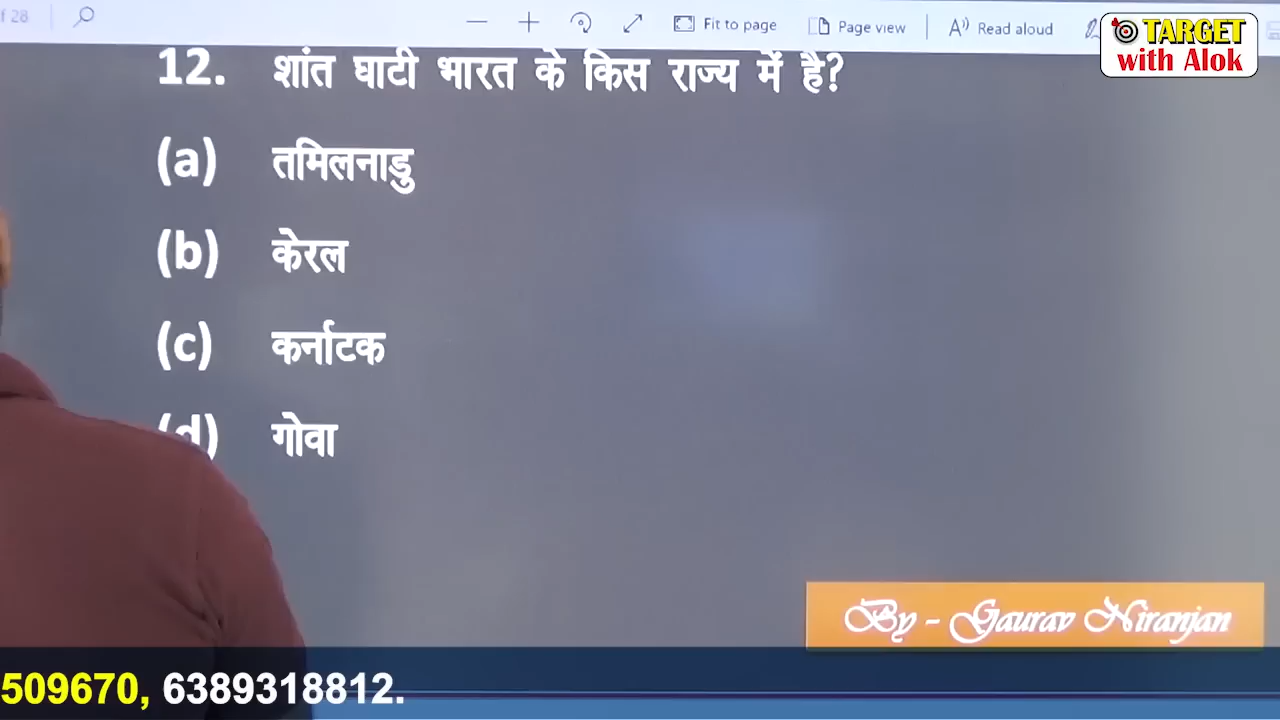 f 28
Fit to page
Page view
Read aloud
TARGET
with Alok
12. शांत घाटी भारत के किस राज्य में है?
(a) तमिलनाडु
(b) केरल
(c) कर्नाटक
(d) गोवा
By - Gaurav Niranjan
509670, 6389318812.